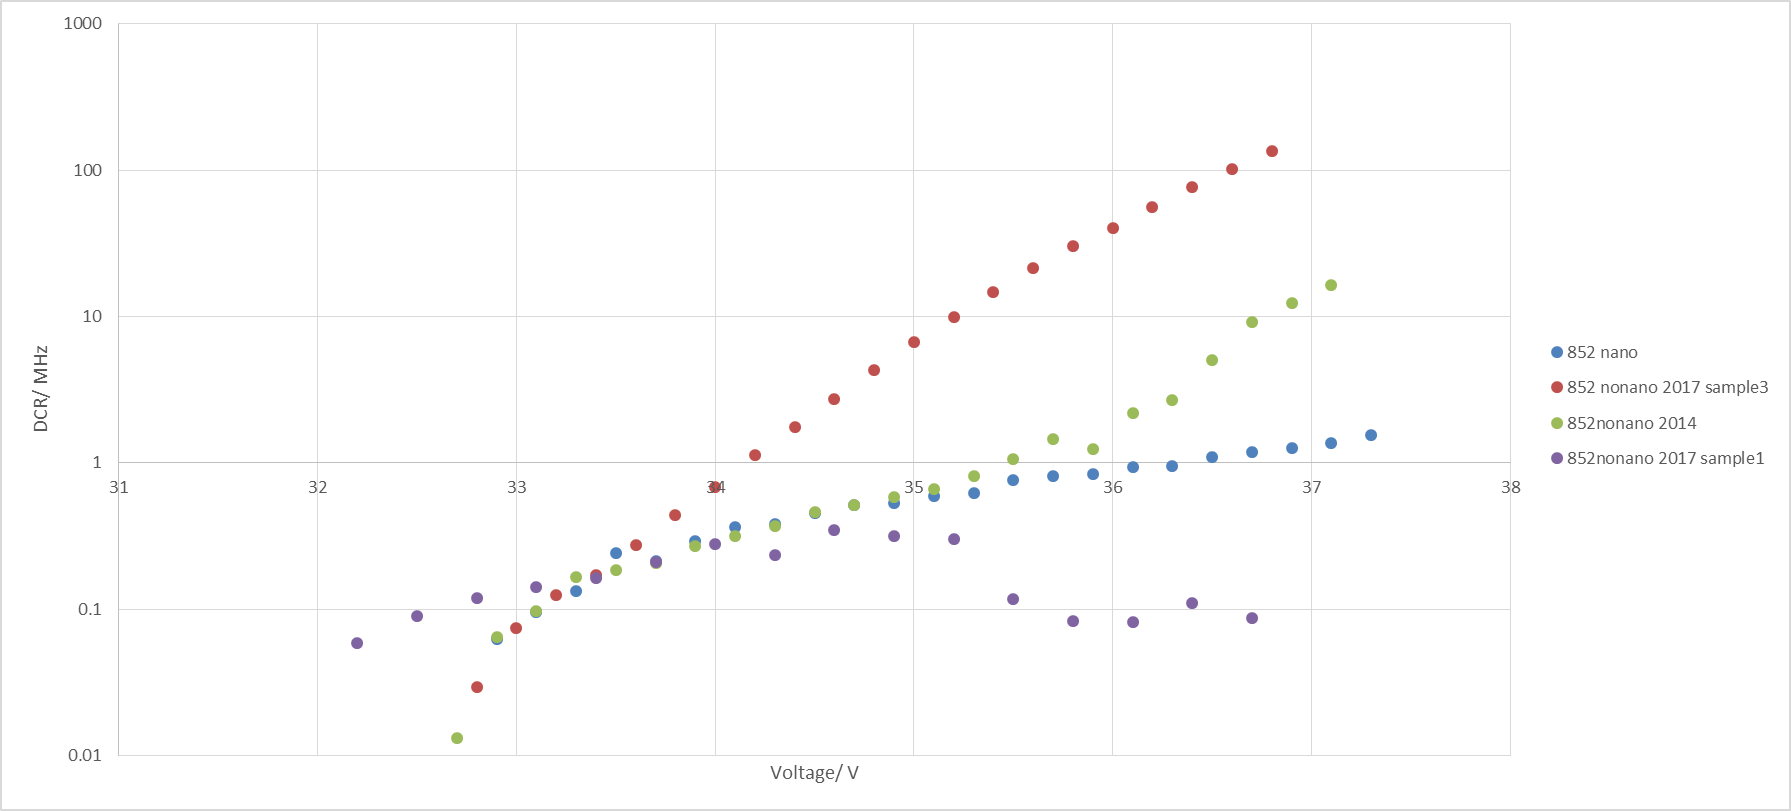 1000
100
10
1
0.1
0.01
DCR/ MHz
31 32 33 34 35 36 37 38
Voltage/ V
852 nano
852 nonano 2017 sample3
852nonano 2014
852nonano 2017 sample1